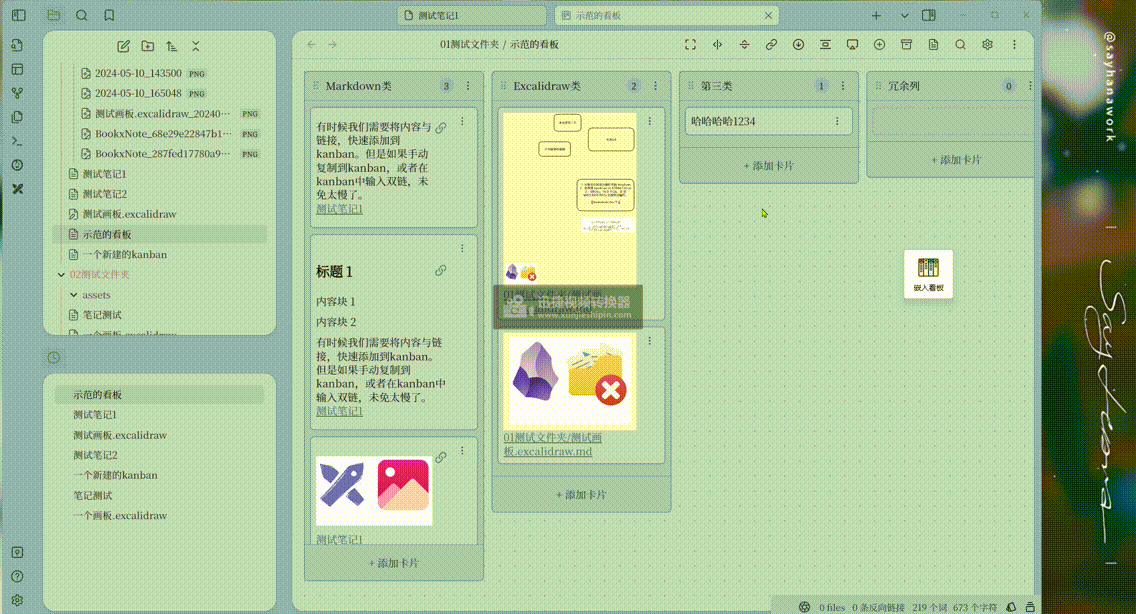 测试笔记1
示范的看板
01测试文件夹 / 示范的看板
2024-05-10_143500 PNG
2024-05-10_165048 PNG
测试画板.excalidraw_20240··· PNG
BookxNote_68e29e22847b1··· PNG
BookxNote_287fed17780a9··· PNG
测试笔记1
测试笔记2
测试画板.excalidraw
示范的看板
一个新建的kanban
02测试文件夹
assets
笔记测试
一个画板.excalidraw
示范的看板
测试笔记1
测试画板.excalidraw
测试笔记2
一个新建的kanban
笔记测试
一个画板.excalidraw
Markdown类 3
有时候我们需要将内容与
链接，快速添加到
kanban。但是如果手动
复制到kanban，或者在
kanban中输入双链，未
免太慢了。
测试笔记1
标题 1
内容块 1
内容块 2
有时候我们需要将内容与链
接，快速添加到kanban。
但是如果手动复制到
kanban，或者在kanban中
输入双链，未免太慢了。
测试笔记1
测试笔记1
+ 添加卡片
Excalidraw类 2
迅捷视频转换器
www.xunjieshipin.com
01测试文件夹/测试画
板.excalidraw.md
+ 添加卡片
第三类 1
哈哈哈哈1234
+ 添加卡片
冗余列 0
+ 添加卡片
嵌入看板
0 files 0 条反向链接 219 个词 673 个字符
@sayhanawork